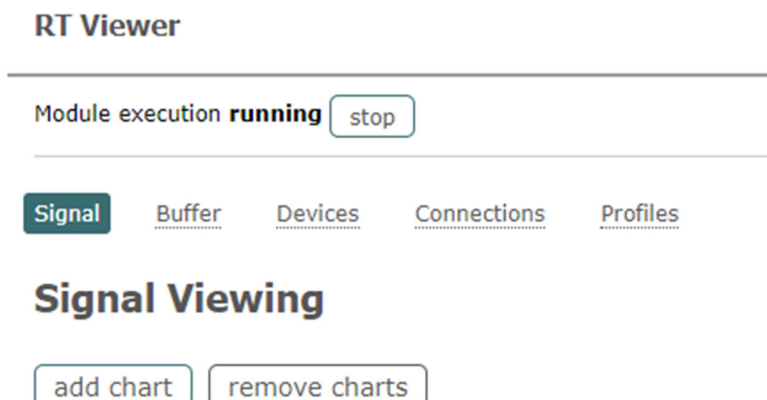 RT Viewer
Module execution running stop
Signal Buffer Devices Connections Profiles
Signal Viewing
add chart remove charts